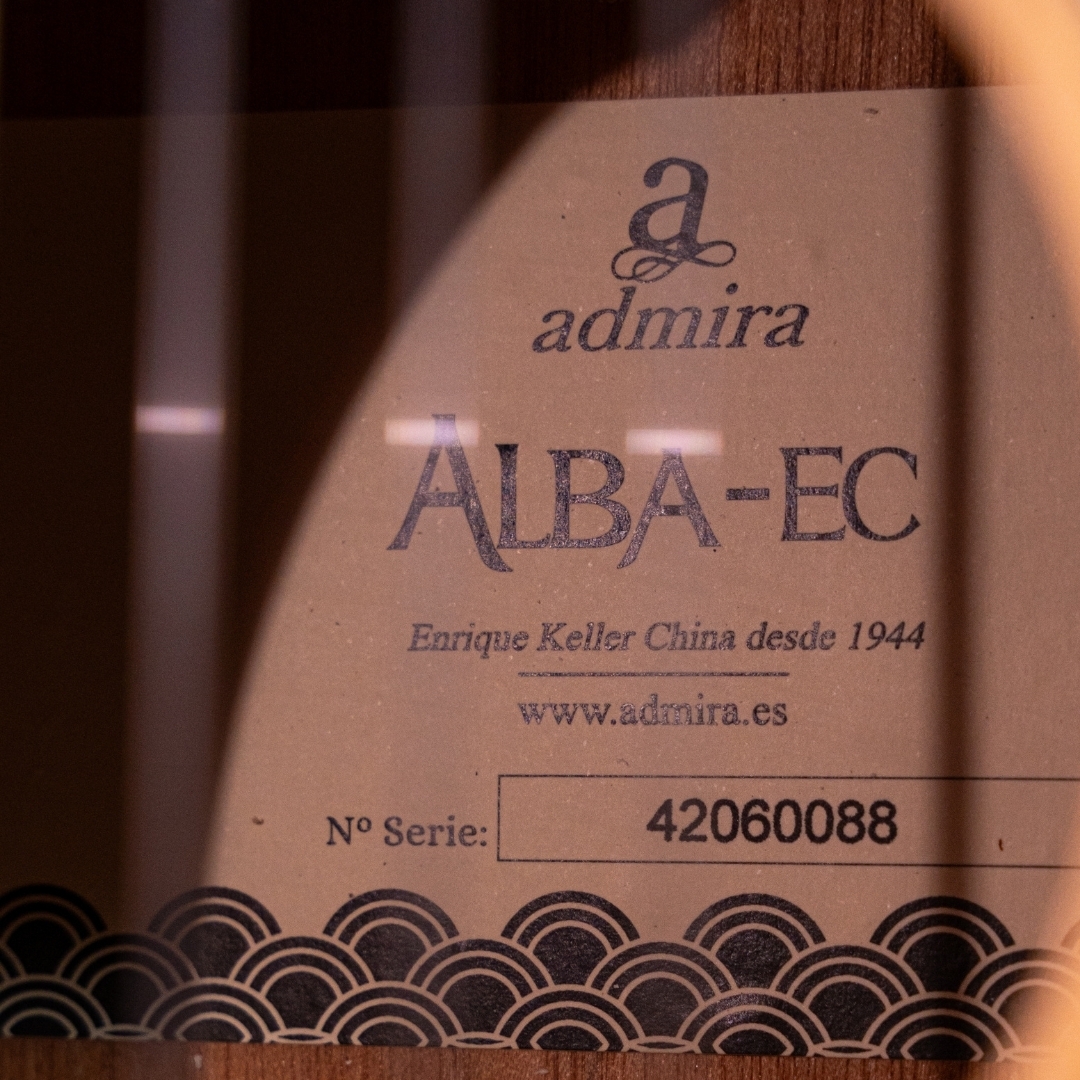 a
admira
ALBA-EC
Enrique Keller China desde 1944
www.admira.es
Nº Serie: 42060088